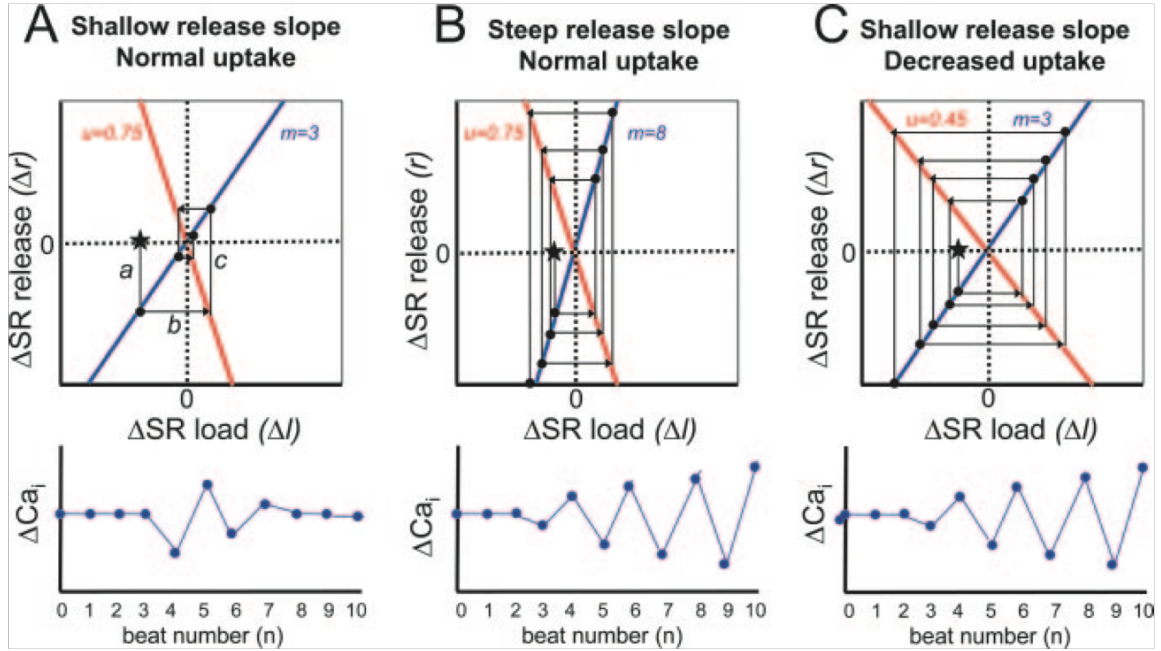 A
Shallow release slope
Normal uptake
B
Steep release slope
Normal uptake
C
Shallow release slope
Decreased uptake
ΔSR release (Δr)
u=0.75
m=3
0
a
b
c
0
ΔSR load (Δl)
ΔSR release (r)
u=0.75
m=8
0
0
ΔSR load (Δl)
ΔSR release (Δr)
u=0.45
m=3
0
0
ΔSR load (Δl)
ΔCai
0 1 2 3 4 5 6 7 8 9 10
beat number (n)
ΔCai
0 1 2 3 4 5 6 7 8 9 10
beat number (n)
ΔCai
0 1 2 3 4 5 6 7 8 9 10
beat number (n)